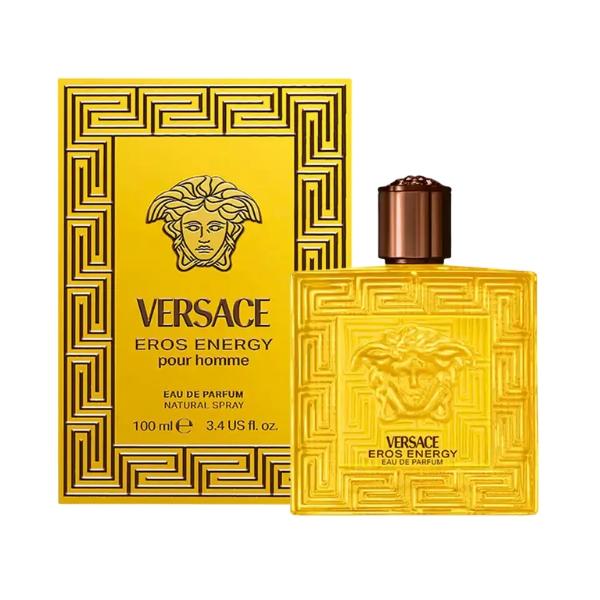 VERSACE
EROS ENERGY
pour homme
EAU DE PARFUM
NATURAL SPRAY
100 ml ℮ 3.4 US fl. oz.
VERSACE
EROS ENERGY
EAU DE PARFUM